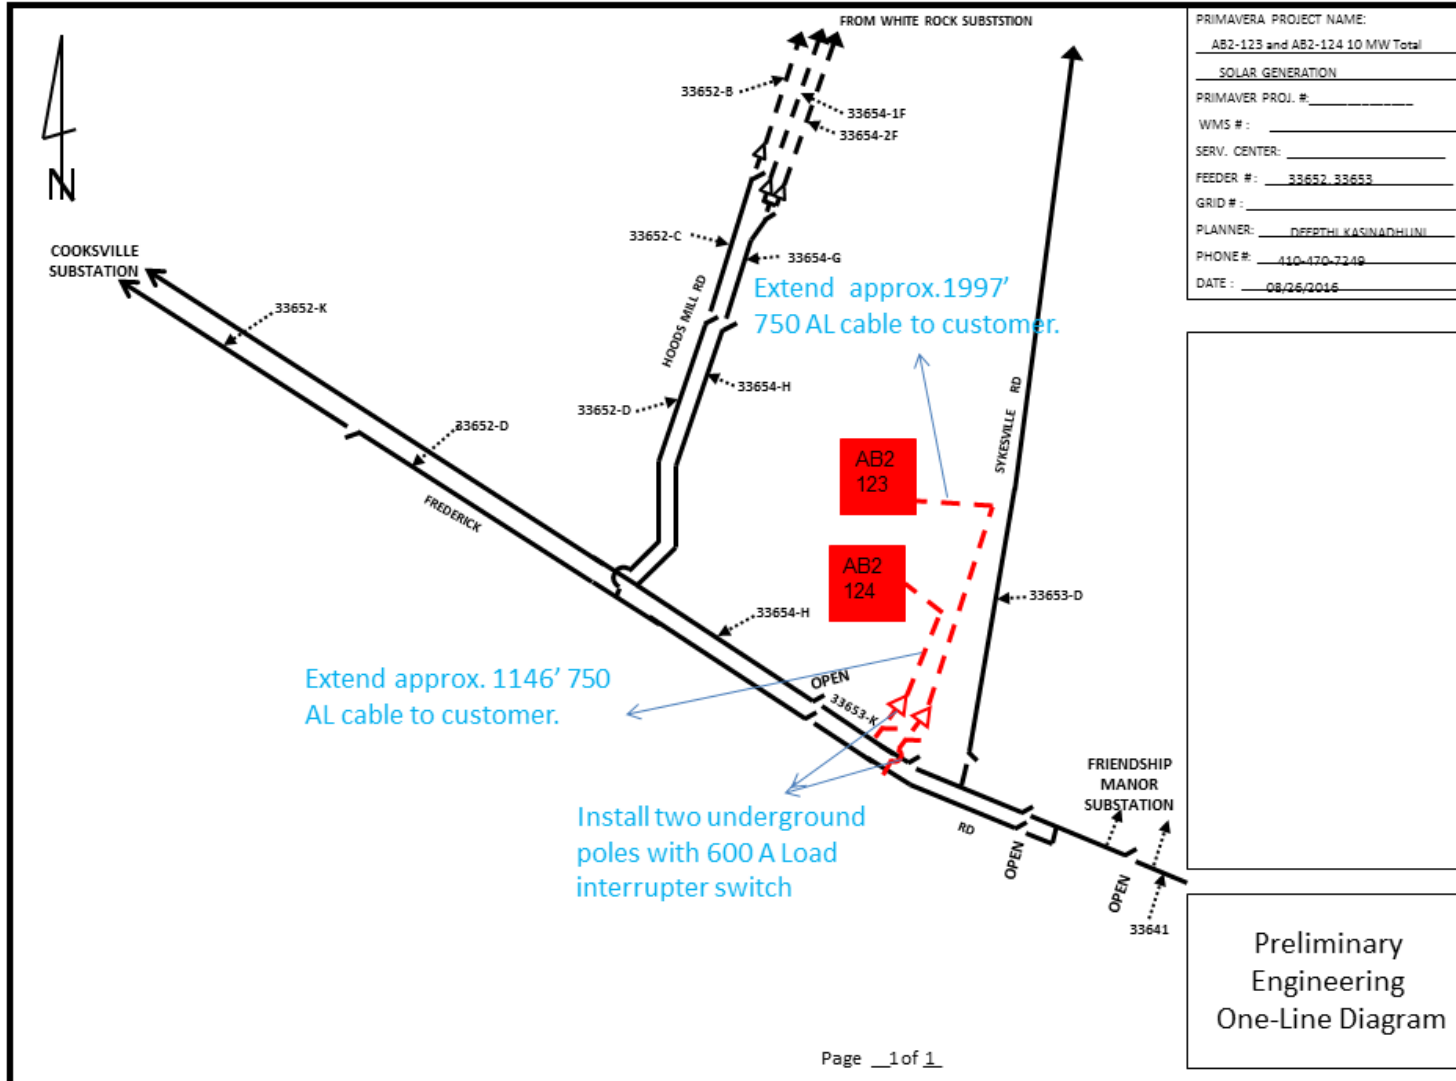 FROM WHITE ROCK SUBSTSTION
33652-B
33654-1F
33654-2F
N
COOKSVILLE
SUBSTATION
33652-C
33654-G
HOODS MILL RD
Extend approx.1997’
750 AL cable to customer.
33652-K
33654-H
33652-D
33652-D
SYKESVILLE RD
FREDERICK
AB2
123
AB2
124
33653-D
33654-H
Extend approx. 1146’ 750
AL cable to customer.
OPEN
33653-K
FRIENDSHIP
MANOR
SUBSTATION
Install two underground
poles with 600 A Load
interrupter switch
RD
OPEN
OPEN
33641
Page __1of 1_
PRIMAVERA PROJECT NAME:
AB2-123 and AB2-124 10 MW Total
SOLAR GENERATION
PRIMAVER PROJ. #:_______________
WMS # :
SERV. CENTER:
FEEDER # : 33652, 33653
GRID # :
PLANNER: DEEPTHI KASINADHUNI
PHONE#: 410-470-7249
DATE : 08/26/2016
Preliminary
Engineering
One-Line Diagram